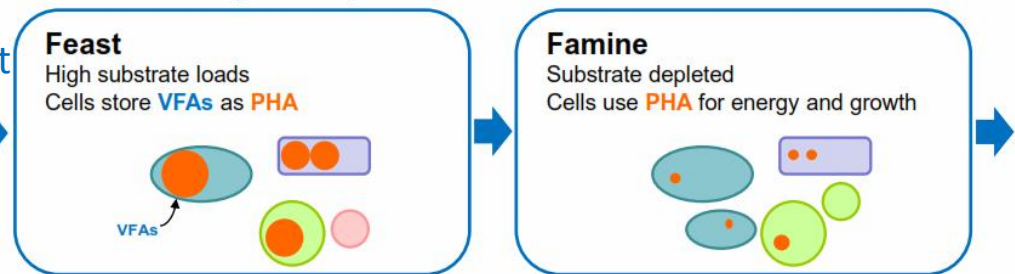 Feast
High substrate loads
Cells store VFAs as PHA
VFAs
Famine
Substrate depleted
Cells use PHA for energy and growth